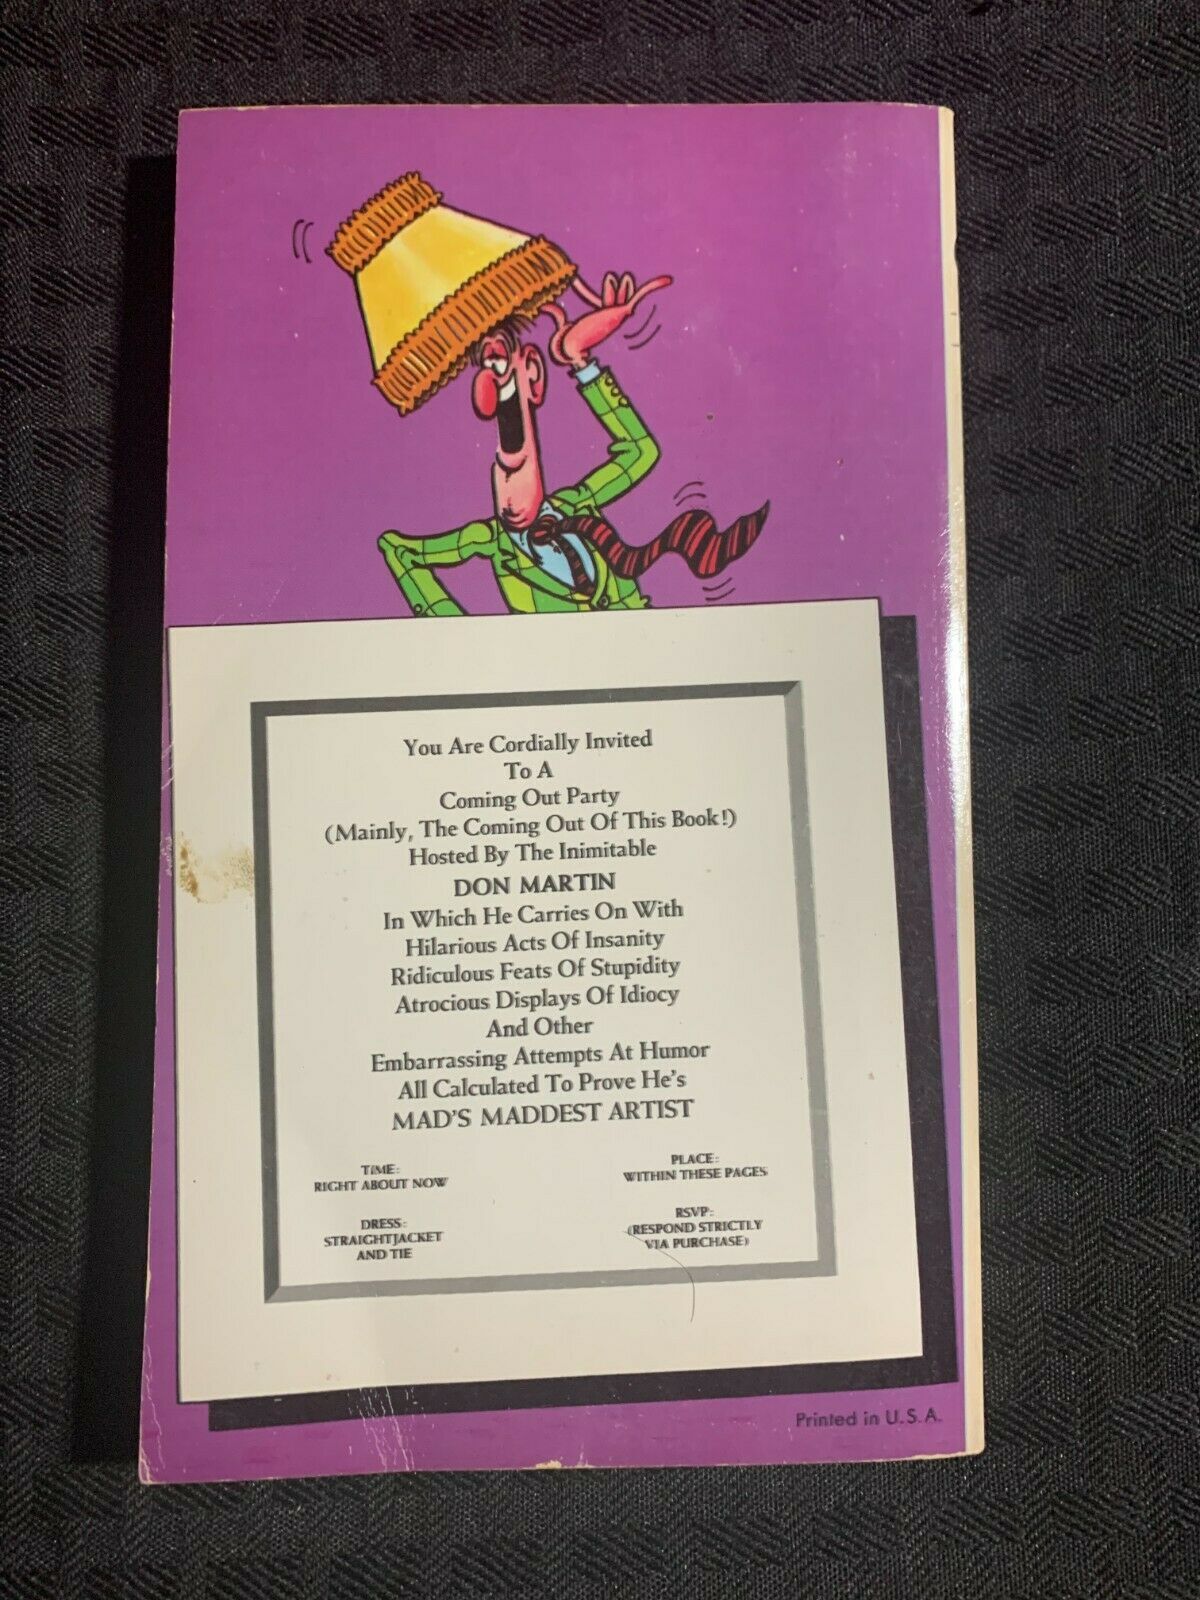 You Are Cordially Invited
To A
Coming Out Party
(Mainly, The Coming Out Of This Book!)
Hosted By The Inimitable
DON MARTIN
In Which He Carries On With
Hilarious Acts Of Insanity
Ridiculous Feats Of Stupidity
Atrocious Displays Of Idiocy
And Other
Embarrassing Attempts At Humor
All Calculated To Prove He's
MAD'S MADDEST ARTIST
TIME:
RIGHT ABOUT NOW
PLACE:
WITHIN THESE PAGES
DRESS:
STRAIGHTJACKET
AND TIE
RSVP:
(RESPOND STRICTLY
VIA PURCHASE)
Printed in U.S.A.